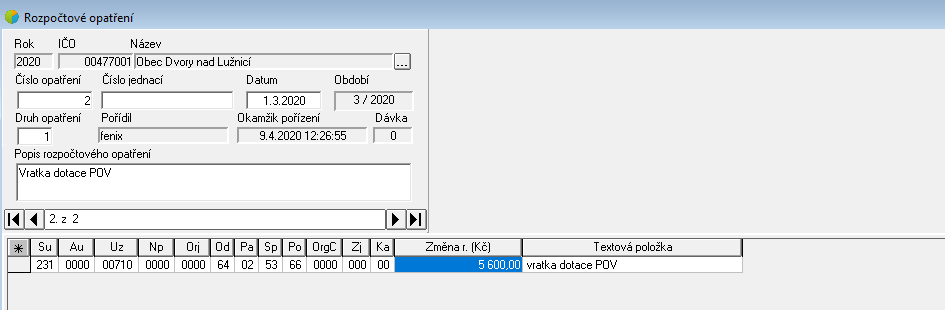 Rozpočtové opatření
Rok IČO Název
2020 00477001 Obec Dvory nad Lužnicí ...
Číslo opatření Číslo jednací Datum Období
2 1.3.2020 3 / 2020
Druh opatření Pořídil Okamžik pořízení Dávka
1 fenix 9.4.2020 12:26:55 0
Popis rozpočtového opatření
Vratka dotace POV
2. z 2
Su Au Uz Np Orj Od Pa Sp Po OrgC Zj Ka Změna r. (Kč) Textová položka
231 0000 00710 0000 0000 64 02 53 66 0000 000 00 5 600,00 vratka dotace POV